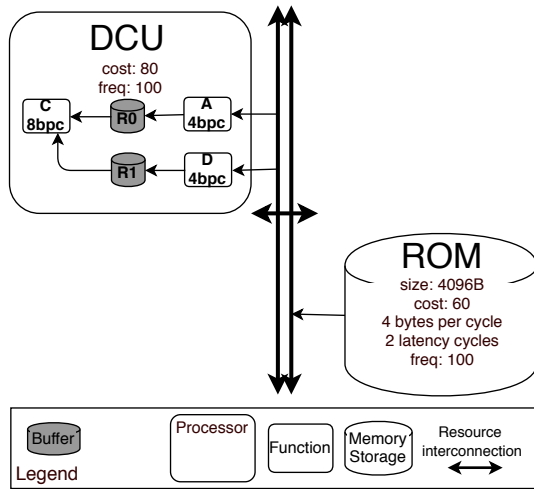 DCU
cost: 80
freq: 100
C
8bpc
R0
A
4bpc
R1
D
4bpc
ROM
size: 4096B
cost: 60
4 bytes per cycle
2 latency cycles
freq: 100
Buffer
Processor
Function
Memory
Storage
Resource
interconnection
Legend